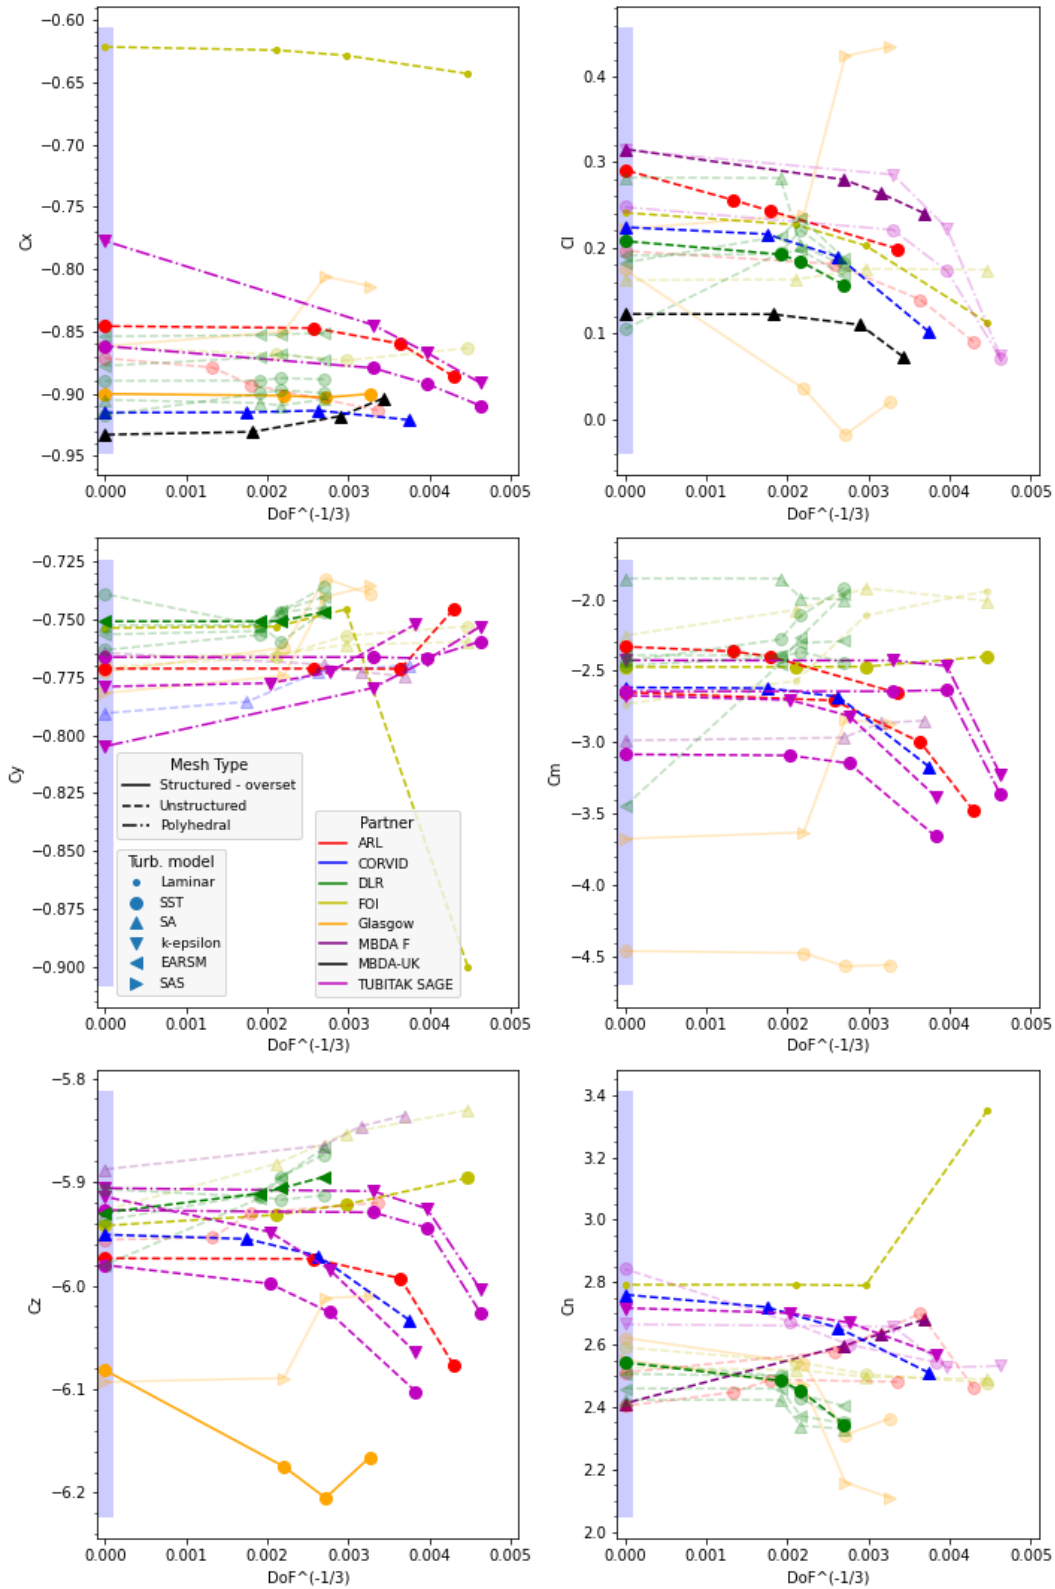 −0.60
−0.65
−0.70
−0.75
−0.80
−0.85
−0.90
−0.95
Cx
0.000 0.001 0.002 0.003 0.004 0.005
DoF^(-1/3)
0.4
0.3
0.2
0.1
0.0
Cl
0.000 0.001 0.002 0.003 0.004 0.005
DoF^(-1/3)
−0.725
−0.750
−0.775
−0.800
−0.825
−0.850
−0.875
−0.900
Cy
Mesh Type
Structured - overset
Unstructured
Polyhedral
Turb. model
Laminar
SST
SA
k-epsilon
EARSM
SAS
Partner
ARL
CORVID
DLR
FOI
Glasgow
MBDA F
MBDA-UK
TUBITAK SAGE
0.000 0.001 0.002 0.003 0.004 0.005
DoF^(-1/3)
−2.0
−2.5
−3.0
−3.5
−4.0
−4.5
Cm
0.000 0.001 0.002 0.003 0.004 0.005
DoF^(-1/3)
−5.8
−5.9
−6.0
−6.1
−6.2
Cz
0.000 0.001 0.002 0.003 0.004 0.005
DoF^(-1/3)
3.4
3.2
3.0
2.8
2.6
2.4
2.2
2.0
Cn
0.000 0.001 0.002 0.003 0.004 0.005
DoF^(-1/3)